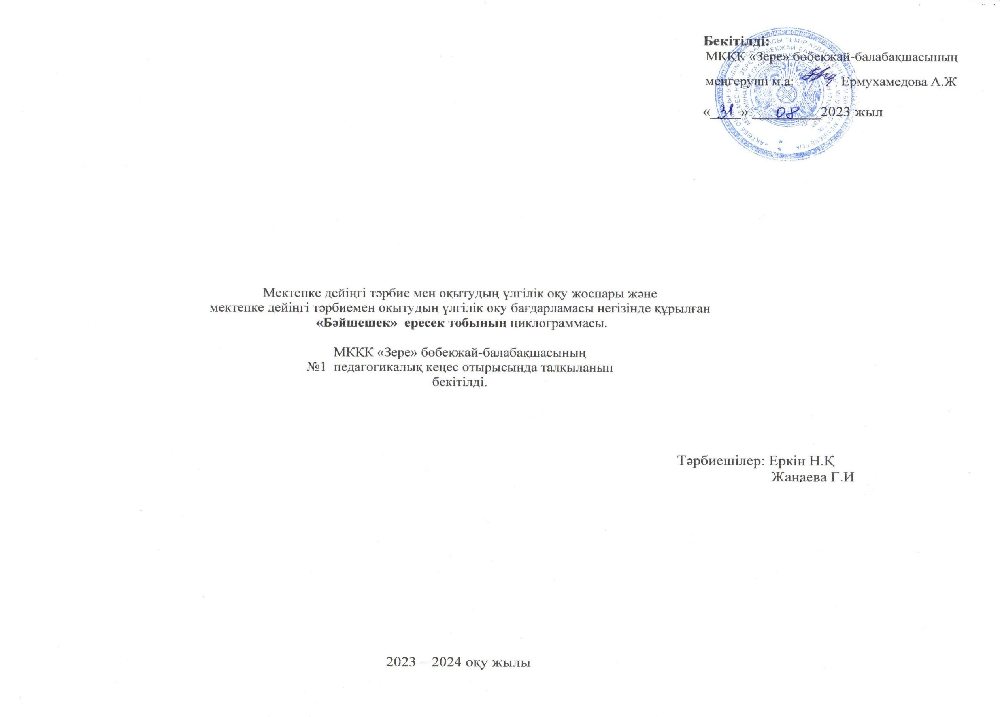 Бекітілді:
МКҚК «Зере» бөбекжай-балабақшасының
меңгеруші м.а: Ермухамедова А.Ж
«31» 08 2023 жыл
Мектепке дейіңгі тәрбие мен оқытудың үлгілік оқу жоспары және
мектепке дейіңгі тәрбиемен оқытудың үлгілік оқу бағдарламасы негізінде құрылған
«Бәйшешек» ересек тобының циклограммасы.
МКҚК «Зере» бөбекжай-балабақшасының
№1 педагогикалық кеңес отырысында талқыланып
бекітілді.
Тәрбиешілер: Еркін Н.Қ
Жанаева Г.И
2023 – 2024 оқу жылы